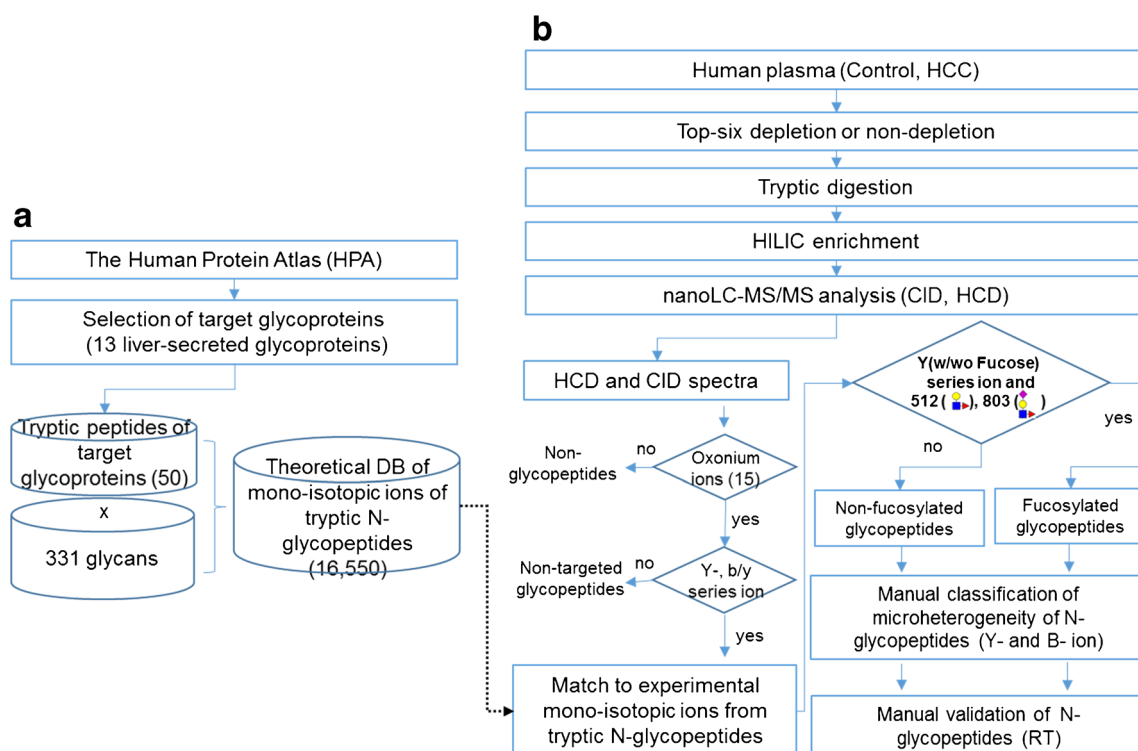 a
The Human Protein Atlas (HPA)
Selection of target glycoproteins
(13 liver-secreted glycoproteins)
Tryptic peptides of
target
glycoproteins (50)
x
331 glycans
Theoretical DB of
mono-isotopic ions of
tryptic N-
glycopeptides
(16,550)
b
Human plasma (Control, HCC)
Top-six depletion or non-depletion
Tryptic digestion
HILIC enrichment
nanoLC-MS/MS analysis (CID, HCD)
HCD and CID spectra
Non-
glycopeptides
no
Oxonium
ions (15)
yes
Non-targeted
glycopeptides
no
Y-, b/y
series ion
yes
Match to experimental
mono-isotopic ions from
tryptic N-glycopeptides
Y(w/wo Fucose)
series ion and
512 ( ), 803 ( )
yes
no
Non-fucosylated
glycopeptides
Fucosylated
glycopeptides
Manual classification of
microheterogeneity of N-
glycopeptides (Y- and B- ion)
Manual validation of N-
glycopeptides (RT)